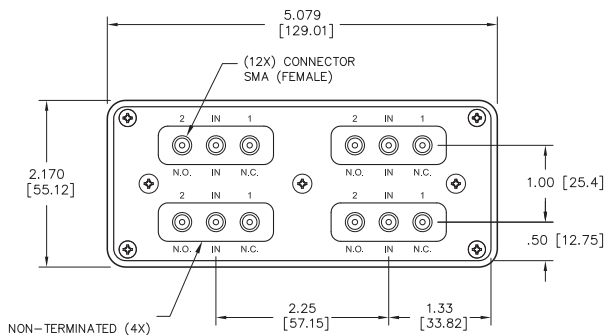 5.079
[129.01]
(12X) CONNECTOR
SMA (FEMALE)
2 IN 1
2 IN 1
N.O. IN N.C.
N.O. IN N.C.
2.170
[55.12]
1.00 [25.4]
2 IN 1
2 IN 1
N.O. IN N.C.
N.O. IN N.C.
.50 [12.75]
2.25
[57.15]
1.33
[33.82]
NON-TERMINATED (4X)